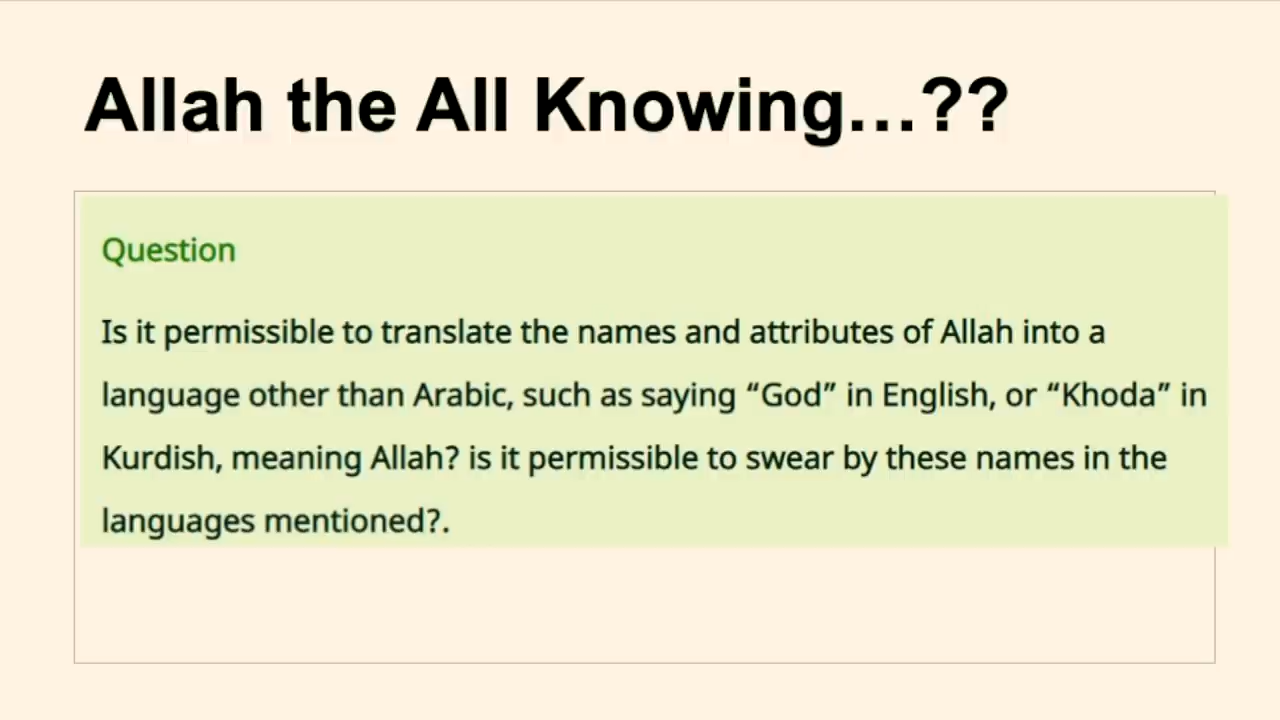 Allah the All Knowing...??
Question
Is it permissible to translate the names and attributes of Allah into a
language other than Arabic, such as saying “God” in English, or “Khoda” in
Kurdish, meaning Allah? is it permissible to swear by these names in the
languages mentioned?.